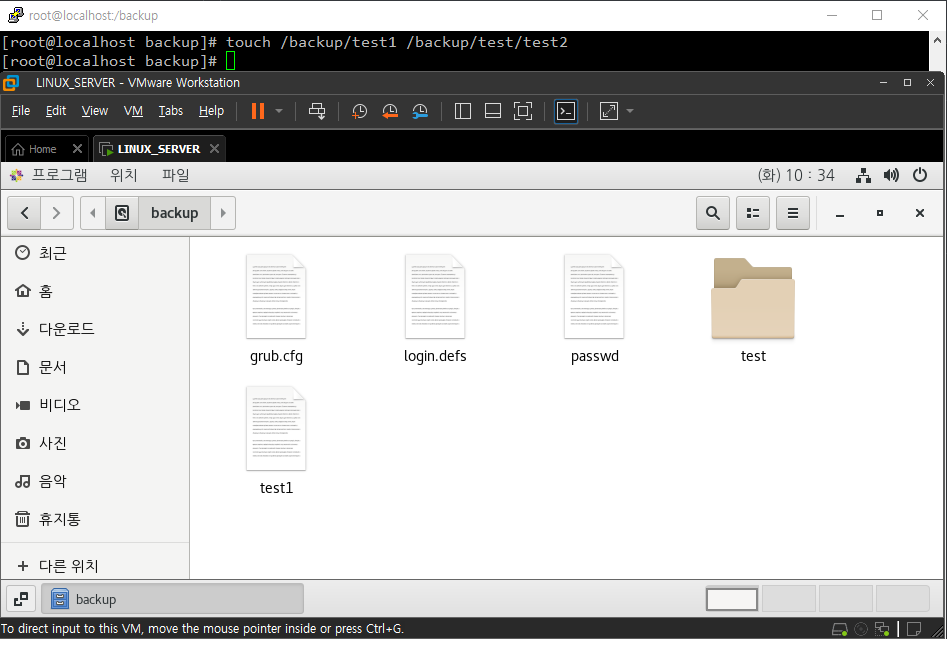 root@localhost:/backup
[root@localhost backup]# touch /backup/test1 /backup/test/test2
[root@localhost backup]#
LINUX_SERVER - VMware Workstation
File Edit View VM Tabs Help
Home LINUX_SERVER
프로그램 위치 파일 (화) 10 : 34
backup
최근
홈
다운로드
문서
비디오
사진
음악
휴지통
+ 다른 위치
grub.cfg login.defs passwd test
test1
backup
To direct input to this VM, move the mouse pointer inside or press Ctrl+G.